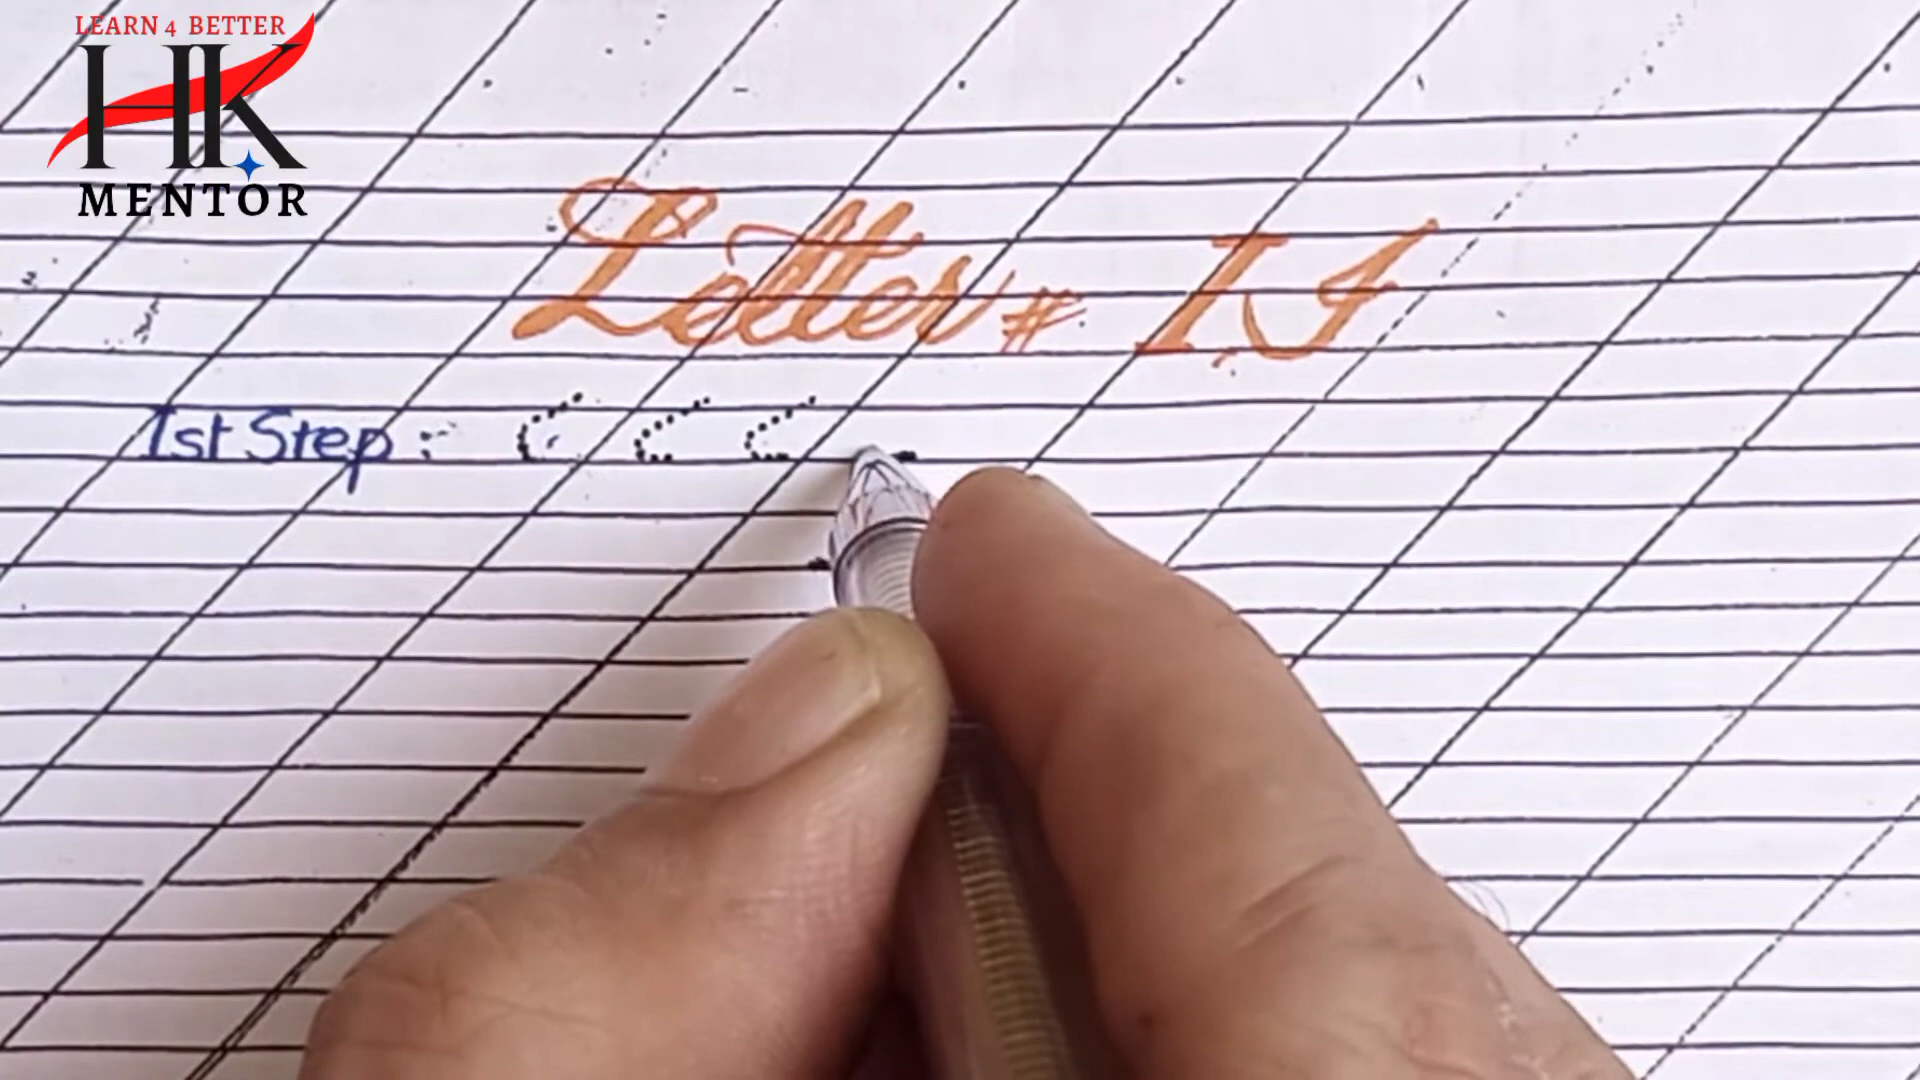 LEARN 4 BETTER
HK
MENTOR
Letter # I J
1st Step :